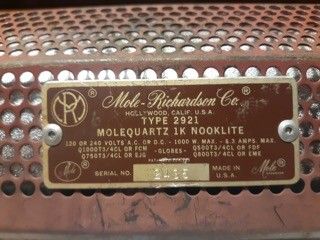 MR
Mole-Richardson Co.
HOLLYWOOD, CALIF. U.S.A.
TYPE 2921
MOLEQUARTZ 1K NOOKLITE
120 OR 240 VOLTS A.C. OR D.C. - 1000 W. MAX. - 8.3 AMPS. MAX.
- GLOBES -
Q1000T3/4CL OR FCM
Q500T3/4CL OR FDF
Q750T3/4CL OR EJG
Q800T3/4CL OR EME
SERIAL NO.
MADE IN
U.S.A.
Mole